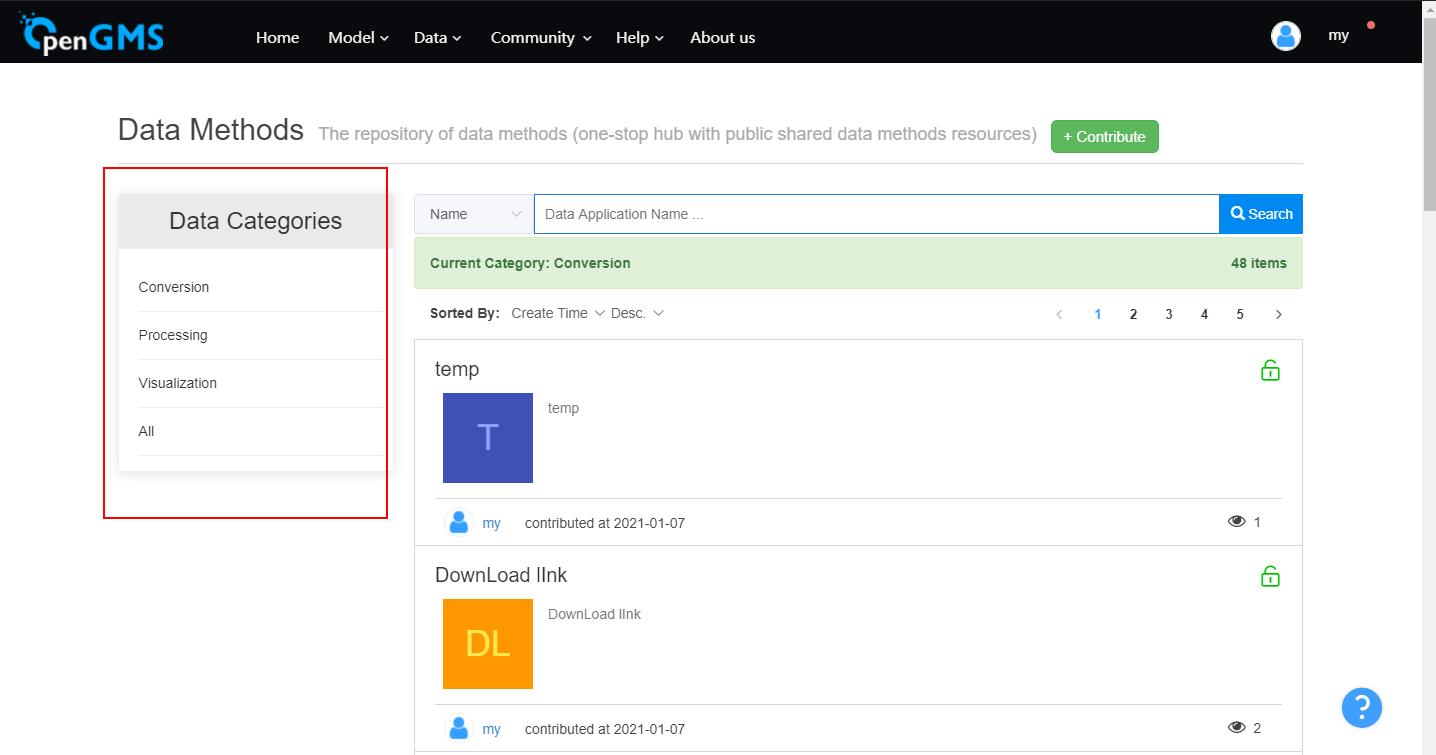 OpenGMS Home Model Data Community Help About us my
Data Methods The repository of data methods (one-stop hub with public shared data methods resources) + Contribute
Data Categories
Conversion
Processing
Visualization
All
Name Data Application Name ... Search
Current Category: Conversion 48 items
Sorted By: Create Time Desc. 1 2 3 4 5
temp
T temp
my contributed at 2021-01-07 1
DownLoad lInk
DL DownLoad lInk
my contributed at 2021-01-07 2
?